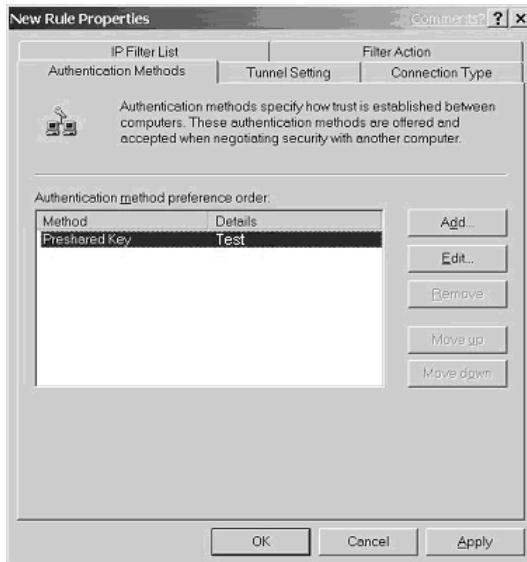 New Rule Properties Comments? ? x
IP Filter List Filter Action
Authentication Methods Tunnel Setting Connection Type
Authentication methods specify how trust is established between
computers. These authentication methods are offered and
accepted when negotiating security with another computer.
Authentication method preference order:
Method Details
Preshared Key Test
Add...
Edit...
Remove
Move up
Move down
OK Cancel Apply